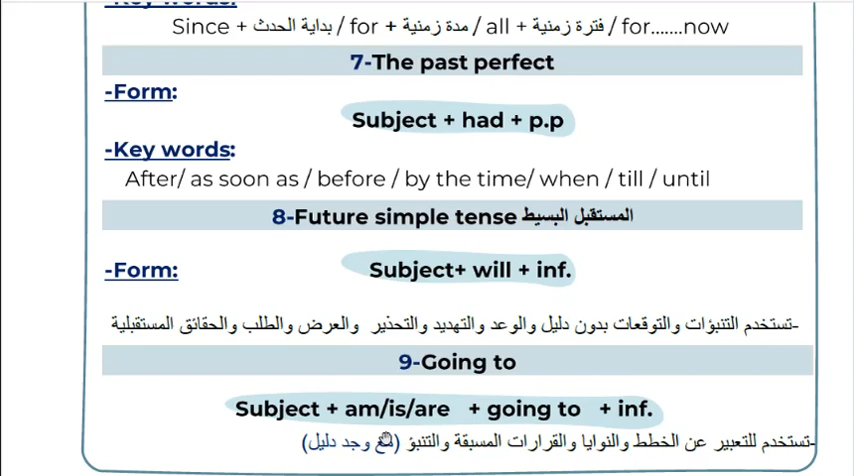 -Key words:
Since + بداية الحدث / for + مدة زمنية / all + فترة زمنية / for.......now
7-The past perfect
-Form:
Subject + had + p.p
-Key words:
After/ as soon as / before / by the time/ when / till / until
8-Future simple tense المستقبل البسيط
-Form:
Subject+ will + inf.
-تستخدم التنبؤات والتوقعات بدون دليل والوعد والتهديد والتحذير والعرض والطلب والحقائق المستقبلية
9-Going to
Subject + am/is/are + going to + inf.
-تستخدم للتعبير عن الخطط والنوايا والقرارات المسبقة والتنبؤ (مع وجد دليل)